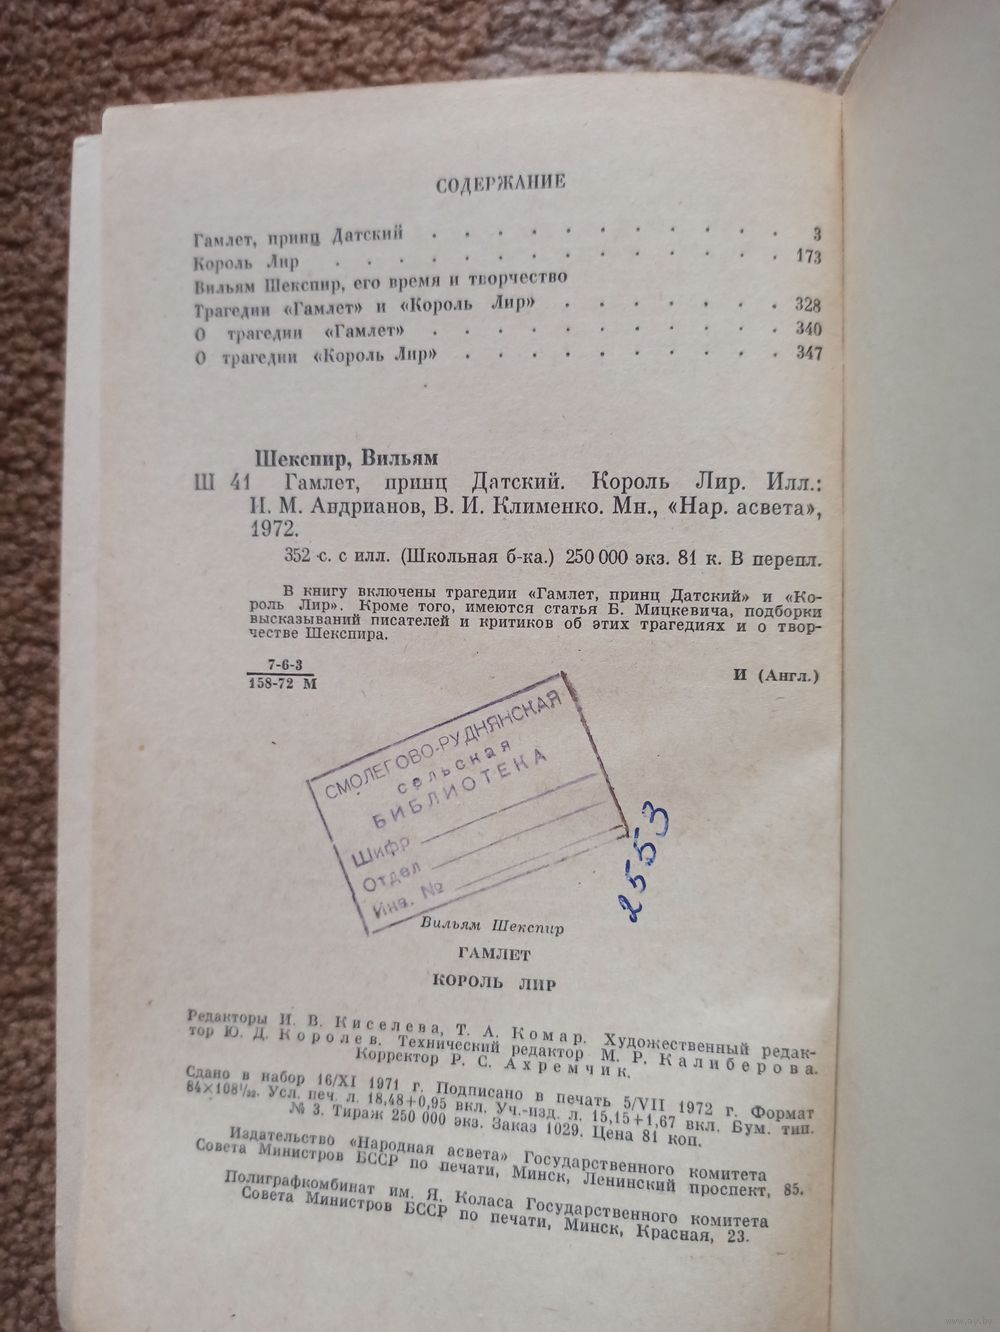 СОДЕРЖАНИЕ
Гамлет, принц Датский . . . . . . . . . . . 3
Король Лир . . . . . . . . . . . . . . 173
Вильям Шекспир, его время и творчество
Трагедии «Гамлет» и «Король Лир» . . . . . . . 328
О трагедии «Гамлет» . . . . . . . . . . . 340
О трагедии «Король Лир» . . . . . . . . . . 347
Шекспир, Вильям
Ш 41 Гамлет, принц Датский. Король Лир. Илл.:
И. М. Андрианов, В. И. Клименко. Мн., «Нар. асвета»,
1972.
352 с. с илл. (Школьная б-ка.) 250 000 экз. 81 к. В перепл.
В книгу включены трагедии «Гамлет, принц Датский» и «Ко-
роль Лир». Кроме того, имеются статья Б. Мицкевича, подборки
высказываний писателей и критиков об этих трагедиях и о твор-
честве Шекспира.
7-6-3
158-72 М
И (Англ.)
СМОЛЕГОВО-РУДНЯНСКАЯ
сельская
БИБЛИОТЕКА
Шифр
Отдел
Инв. №
25553
Вильям Шекспир
ГАМЛЕТ
КОРОЛЬ ЛИР
Редакторы И. В. Киселева, Т. А. Комар. Художественный редак-
тор Ю. Д. Королев. Технический редактор М. Р. Калиберова.
Корректор Р. С. Ахремчик.
Сдано в набор 16/XI 1971 г. Подписано в печать 5/VII 1972 г. Формат
84×108¹/₃₂. Усл. печ. л. 18,48+0,95 вкл. Уч.-изд. л. 15,15+1,67 вкл. Бум. тип.
№ 3. Тираж 250 000 экз. Заказ 1029. Цена 81 коп.
Издательство «Народная асвета» Государственного комитета
Совета Министров БССР по печати, Минск, Ленинский проспект, 85.
Полиграфкомбинат им. Я. Коласа Государственного комитета
Совета Министров БССР по печати, Минск, Красная, 23.
www.ay.by